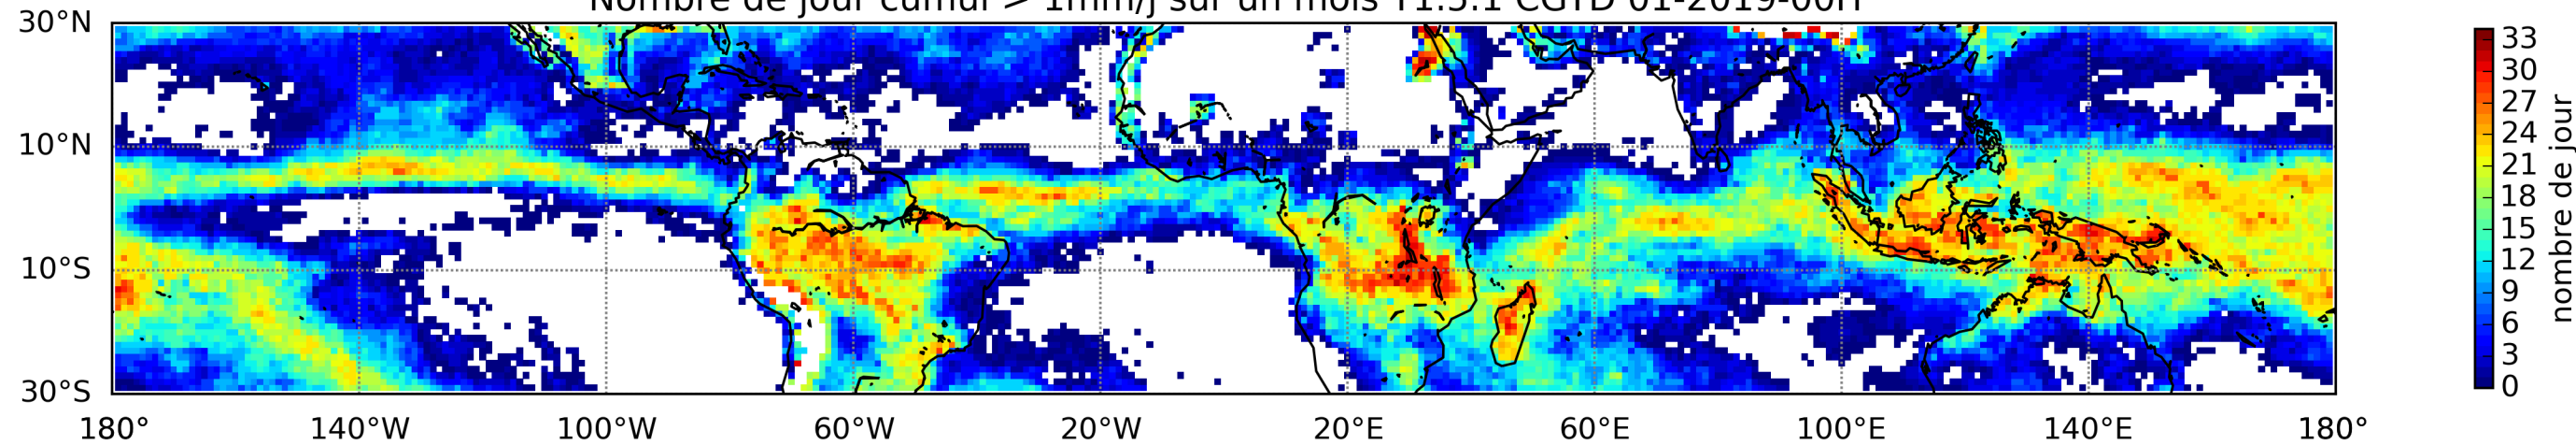 Nombre de jour cumul > 1mm/j sur un mois T1.5.1 CGTD 01-2019-00H
30°N
10°N
10°S
30°S
180°
140°W
100°W
60°W
20°W
20°E
60°E
100°E
140°E
180°
33
30
27
24
21
18
15
12
9
6
3
0
nombre de jour